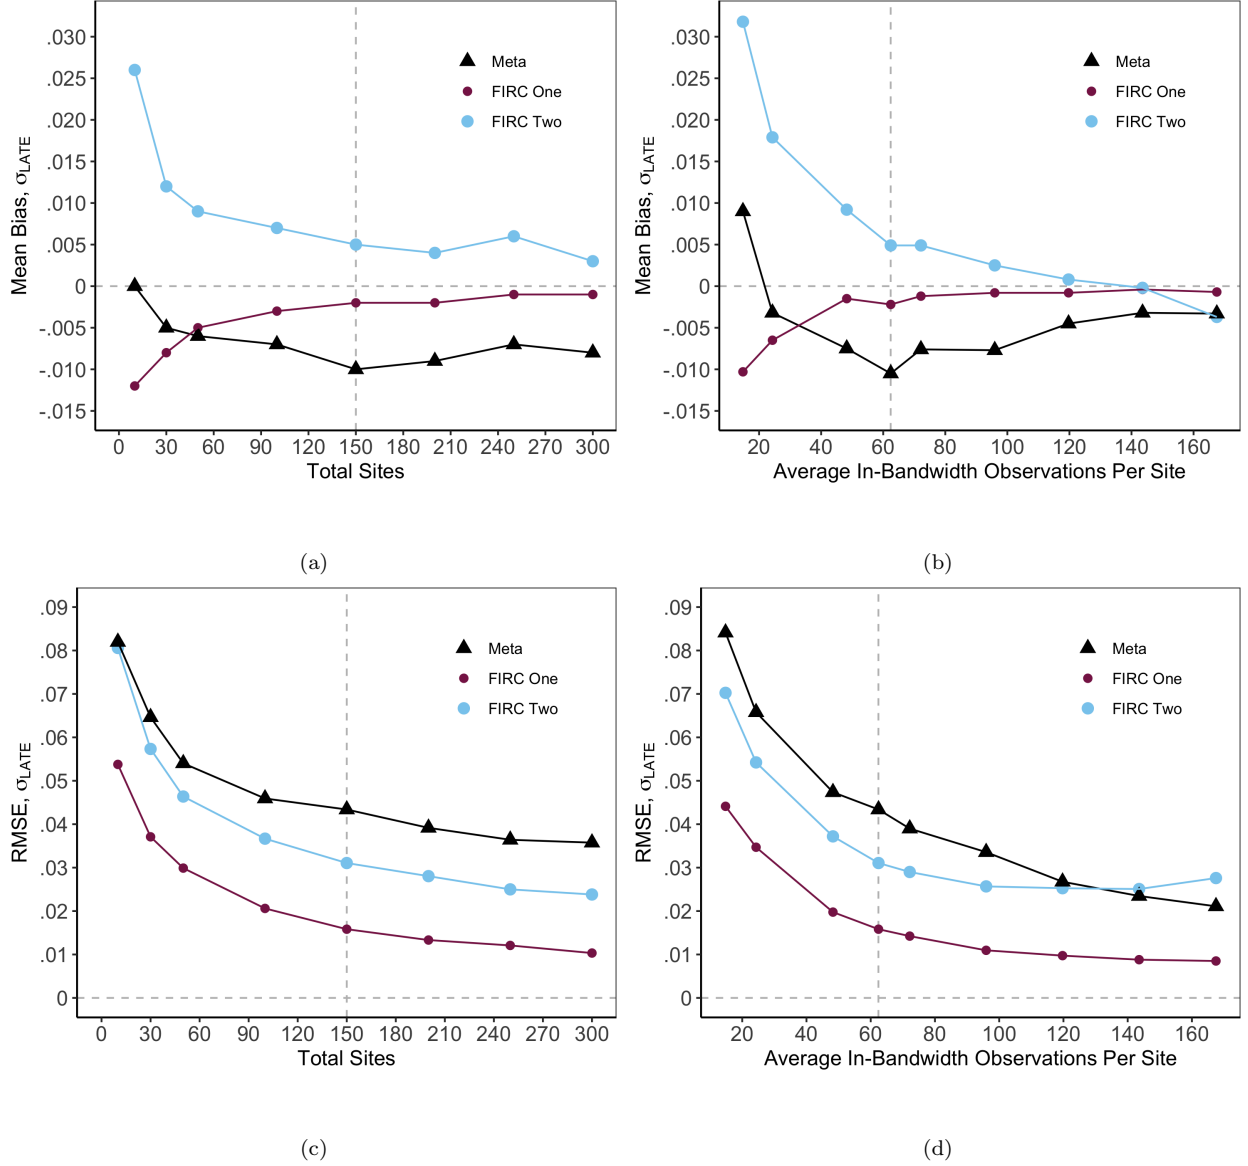 .030
.025
.020
.015
.010
.005
0
-.005
-.010
-.015
Mean Bias, σLATE
Meta
FIRC One
FIRC Two
0 30 60 90 120 150 180 210 240 270 300
Total Sites
(a)
.030
.025
.020
.015
.010
.005
0
-.005
-.010
-.015
Mean Bias, σLATE
Meta
FIRC One
FIRC Two
20 40 60 80 100 120 140 160
Average In-Bandwidth Observations Per Site
(b)
.09
.08
.07
.06
.05
.04
.03
.02
.01
0
RMSE, σLATE
Meta
FIRC One
FIRC Two
0 30 60 90 120 150 180 210 240 270 300
Total Sites
(c)
.09
.08
.07
.06
.05
.04
.03
.02
.01
0
RMSE, σLATE
Meta
FIRC One
FIRC Two
20 40 60 80 100 120 140 160
Average In-Bandwidth Observations Per Site
(d)